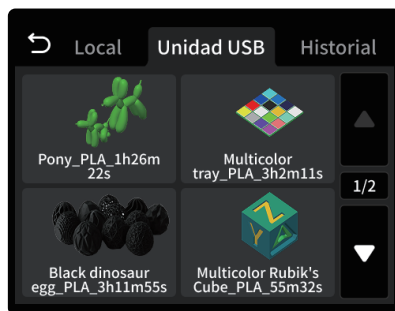 Local
Unidad USB
Historial
Pony_PLA_1h26m
22s
Multicolor
tray_PLA_3h2m11s
1/2
Black dinosaur
egg_PLA_3h11m55s
Multicolor Rubik's
Cube_PLA_55m32s